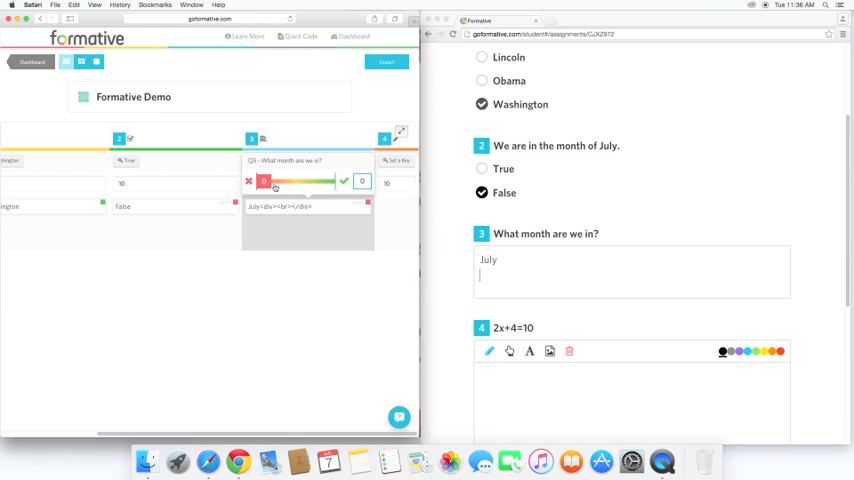 Safari File Edit View History Bookmarks Window Help
Tue 11:36 AM
goformative.com
formative
Learn More
Quick Code
Dashboard
Dashboard
Export
Formative Demo
2
3
4
ington
True
Q3 - What month are we in?
Set a Key
0
0
10
10
ington
False
July<div><br></div>
?
Formative
goformative.com/student#/assignments/CJXZ972
Lincoln
Obama
Washington
2 We are in the month of July.
True
False
3 What month are we in?
July
4 2x+4=10
A
7